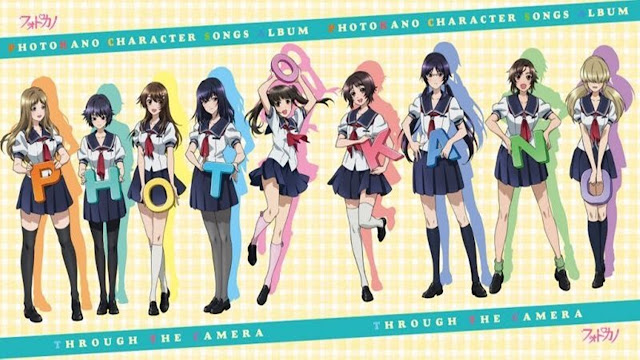 フォトカノ
PHOTOKANO CHARACTER SONGS ALBUM PHOTOKANO CHARACTER SONGS ALBUM
PHOTOKANO
THROUGH THE CAMERA THROUGH THE CAMERA
フォトカノ